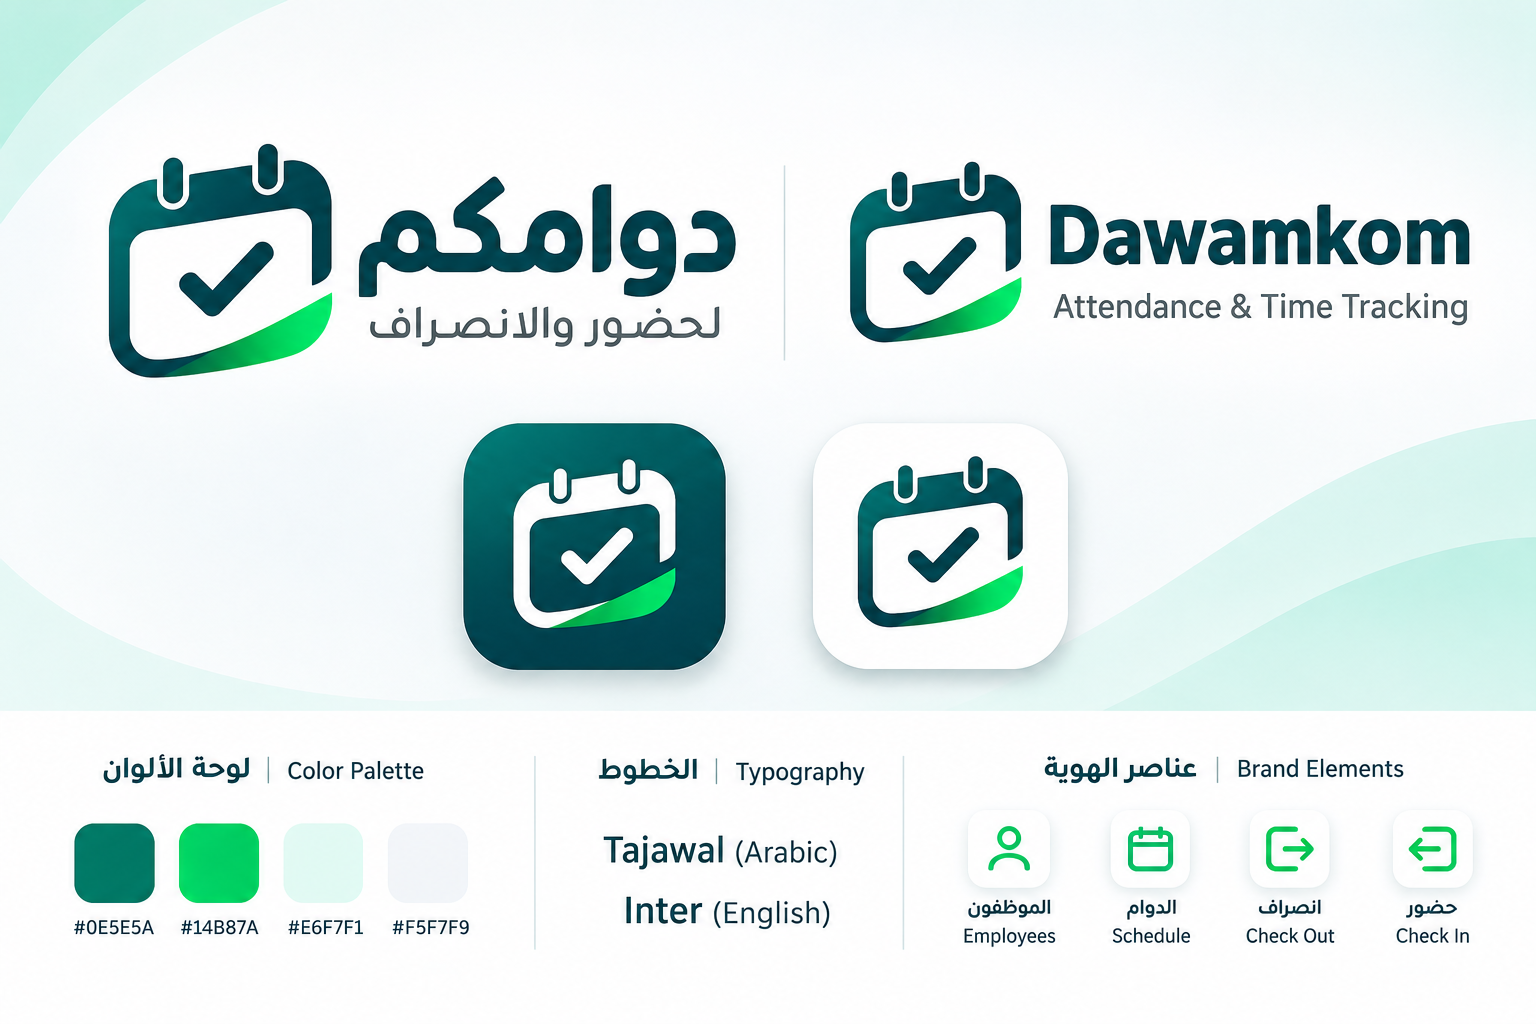 دوامكم
لحضور والانصراف
Dawamkom
Attendance & Time Tracking
لوحة الألوان | Color Palette
#0E5E5A #14B87A #E6F7F1 #F5F7F9
الخطوط | Typography
Tajawal (Arabic)
Inter (English)
عناصر الهوية | Brand Elements
الموظفون
Employees
الدوام
Schedule
انصراف
Check Out
حضور
Check In